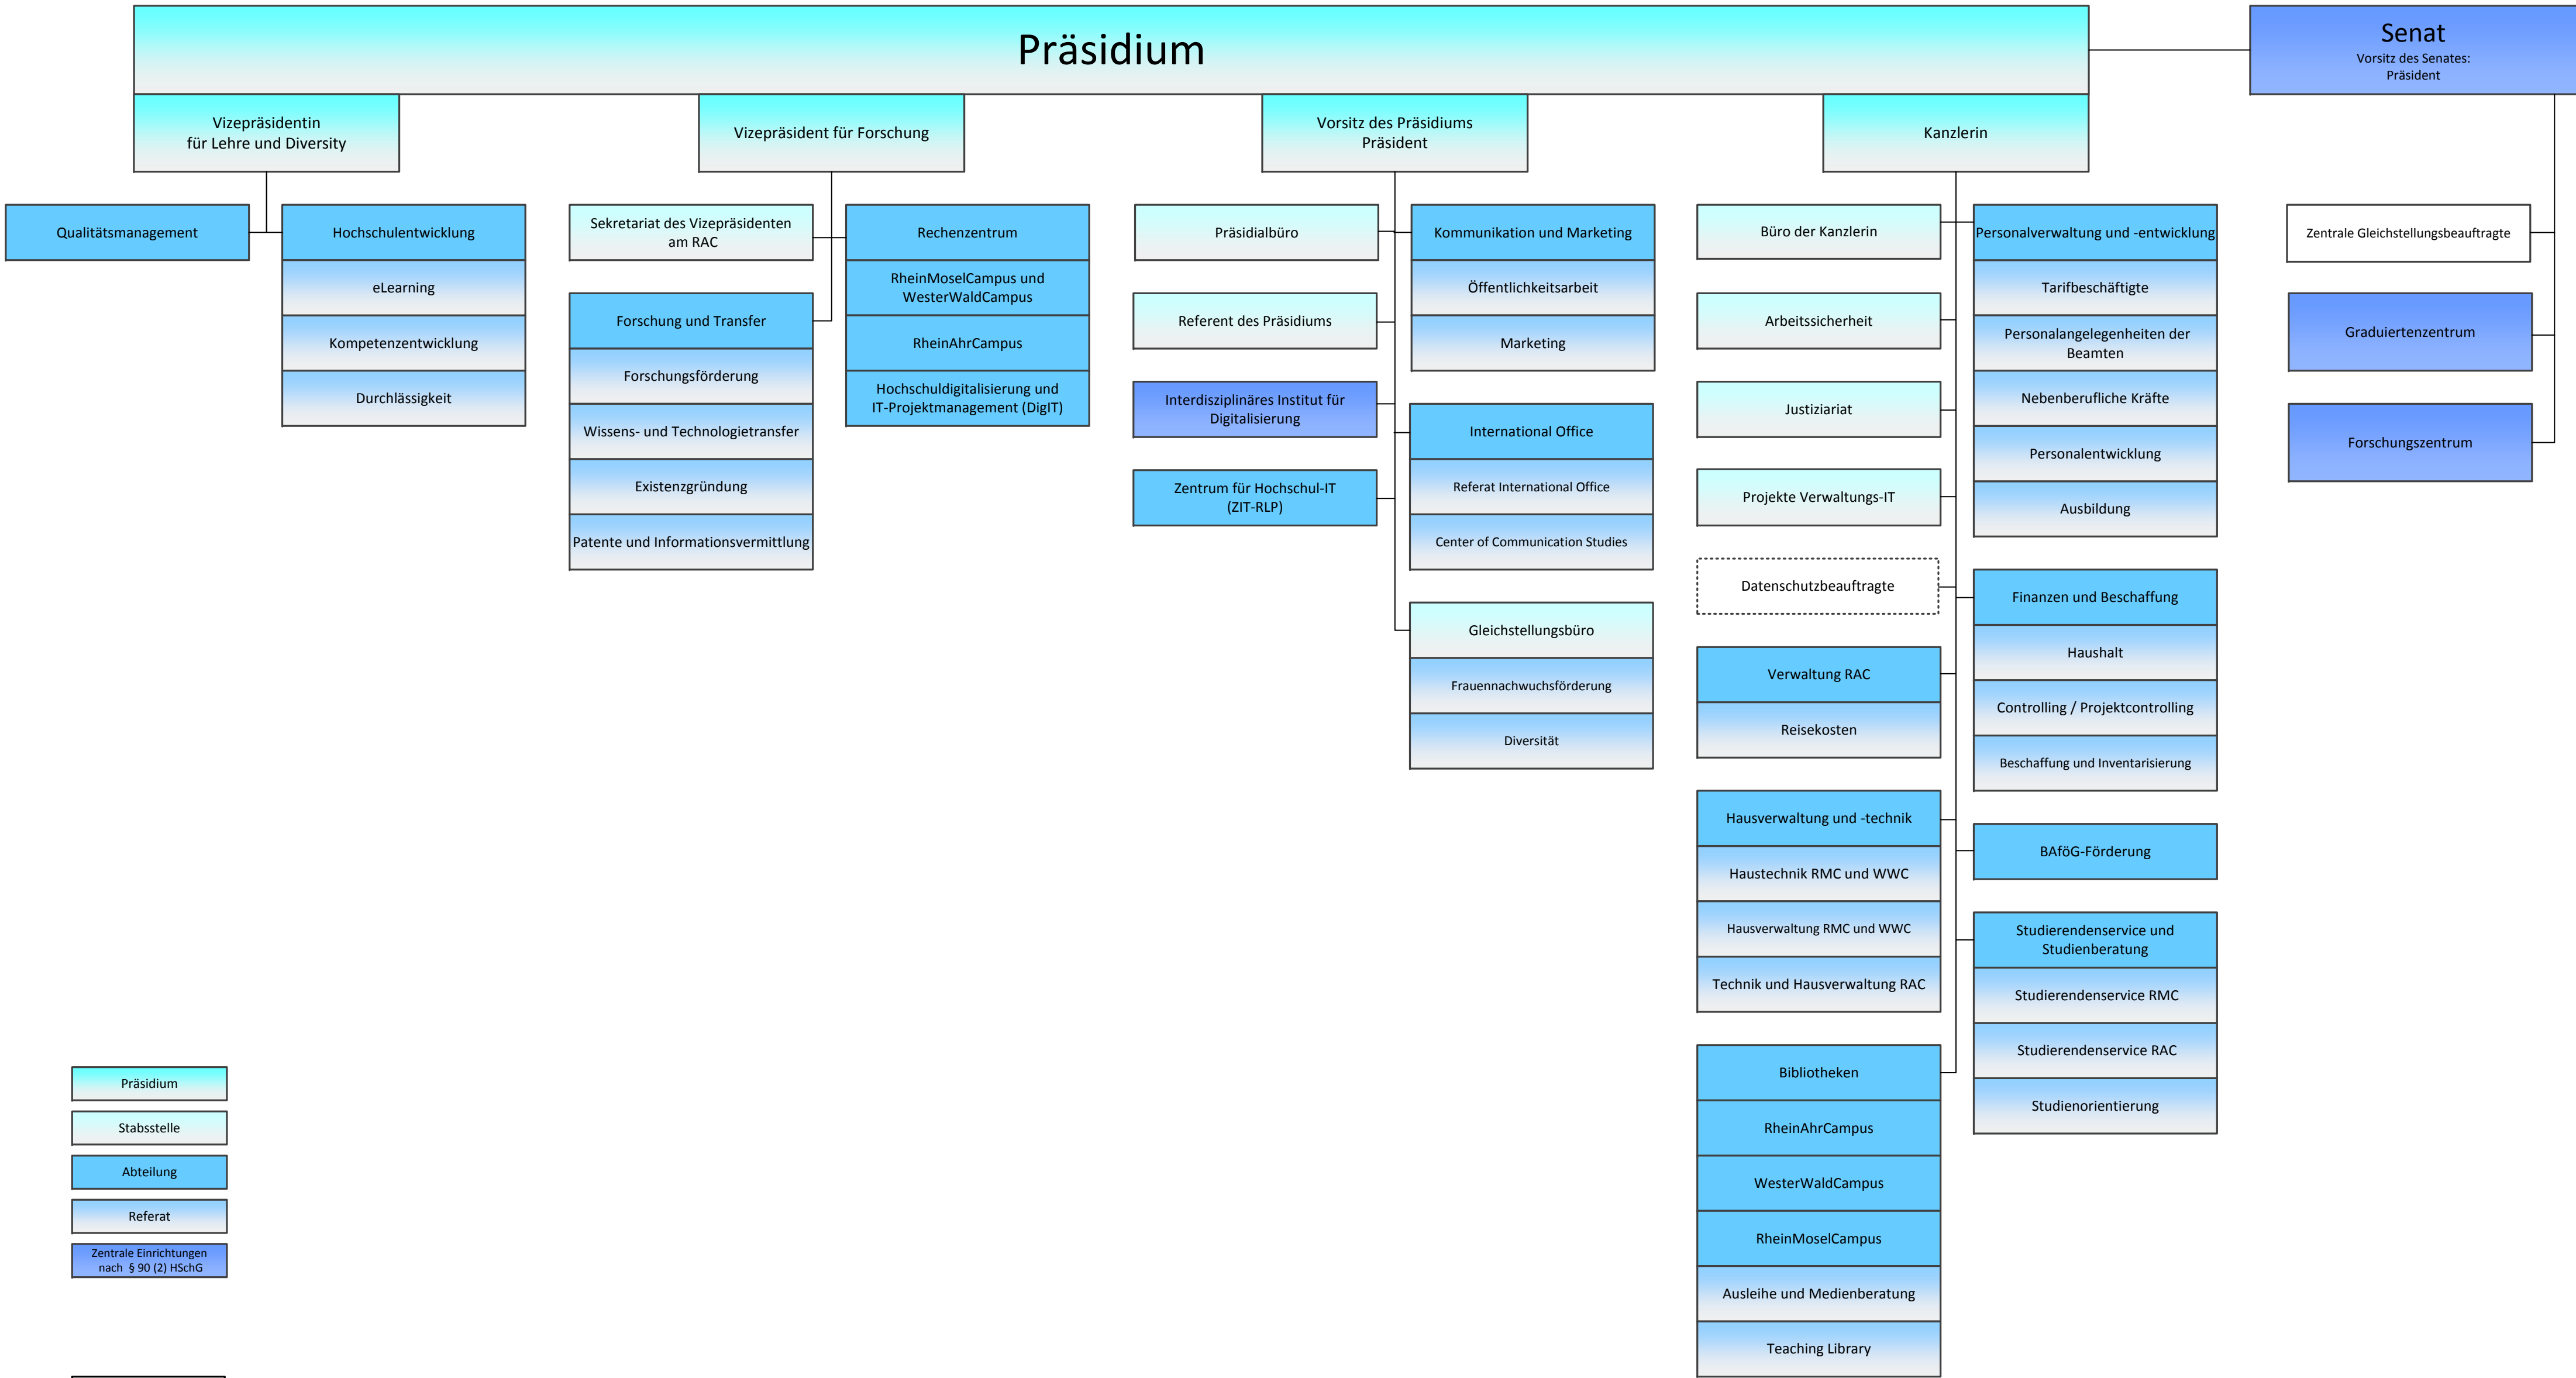 Präsidium
Senat
Vorsitz des Senates:
Präsident
Vizepräsidentin
für Lehre und Diversity
Vizepräsident für Forschung
Vorsitz des Präsidiums
Präsident
Kanzlerin
Qualitätsmanagement
Hochschulentwicklung
eLearning
Kompetenzentwicklung
Durchlässigkeit
Sekretariat des Vizepräsidenten
am RAC
Forschung und Transfer
Forschungsförderung
Wissens- und Technologietransfer
Existenzgründung
Patente und Informationsvermittlung
Rechenzentrum
RheinMoselCampus und
WesterWaldCampus
RheinAhrCampus
Hochschuldigitalisierung und
IT-Projektmanagement (DigIT)
Präsidialbüro
Referent des Präsidiums
Interdisziplinäres Institut für
Digitalisierung
Zentrum für Hochschul-IT
(ZIT-RLP)
Kommunikation und Marketing
Öffentlichkeitsarbeit
Marketing
International Office
Referat International Office
Center of Communication Studies
Gleichstellungsbüro
Frauennachwuchsförderung
Diversität
Büro der Kanzlerin
Arbeitssicherheit
Justiziariat
Projekte Verwaltungs-IT
Datenschutzbeauftragte
Verwaltung RAC
Reisekosten
Hausverwaltung und -technik
Haustechnik RMC und WWC
Hausverwaltung RMC und WWC
Technik und Hausverwaltung RAC
Bibliotheken
RheinAhrCampus
WesterWaldCampus
RheinMoselCampus
Ausleihe und Medienberatung
Teaching Library
Personalverwaltung und -entwicklung
Tarifbeschäftigte
Personalangelegenheiten der
Beamten
Nebenberufliche Kräfte
Personalentwicklung
Ausbildung
Finanzen und Beschaffung
Haushalt
Controlling / Projektcontrolling
Beschaffung und Inventarisierung
BAföG-Förderung
Studierendenservice und
Studienberatung
Studierendenservice RMC
Studierendenservice RAC
Studienorientierung
Zentrale Gleichstellungsbeauftragte
Graduiertenzentrum
Forschungszentrum
Präsidium
Stabsstelle
Abteilung
Referat
Zentrale Einrichtungen
nach § 90 (2) HSchG